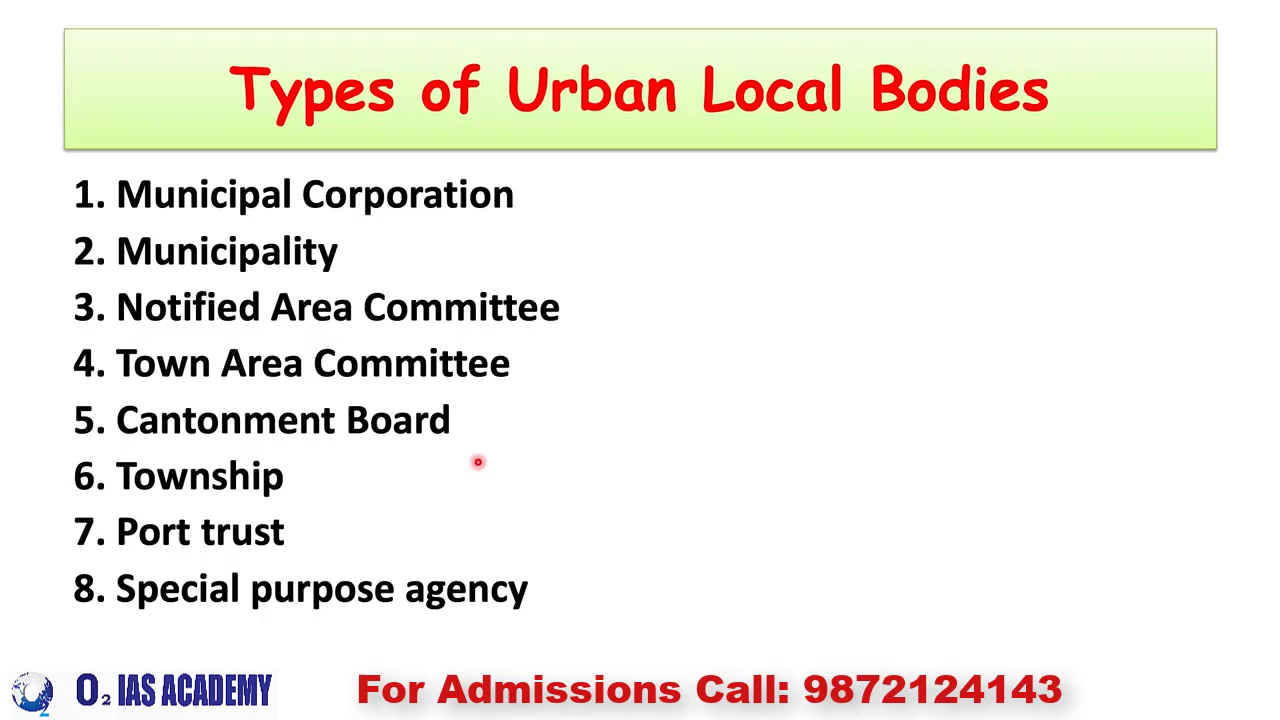 Types of Urban Local Bodies
1. Municipal Corporation
2. Municipality
3. Notified Area Committee
4. Town Area Committee
5. Cantonment Board
6. Township
7. Port trust
8. Special purpose agency
O2 IAS ACADEMY
For Admissions Call: 9872124143